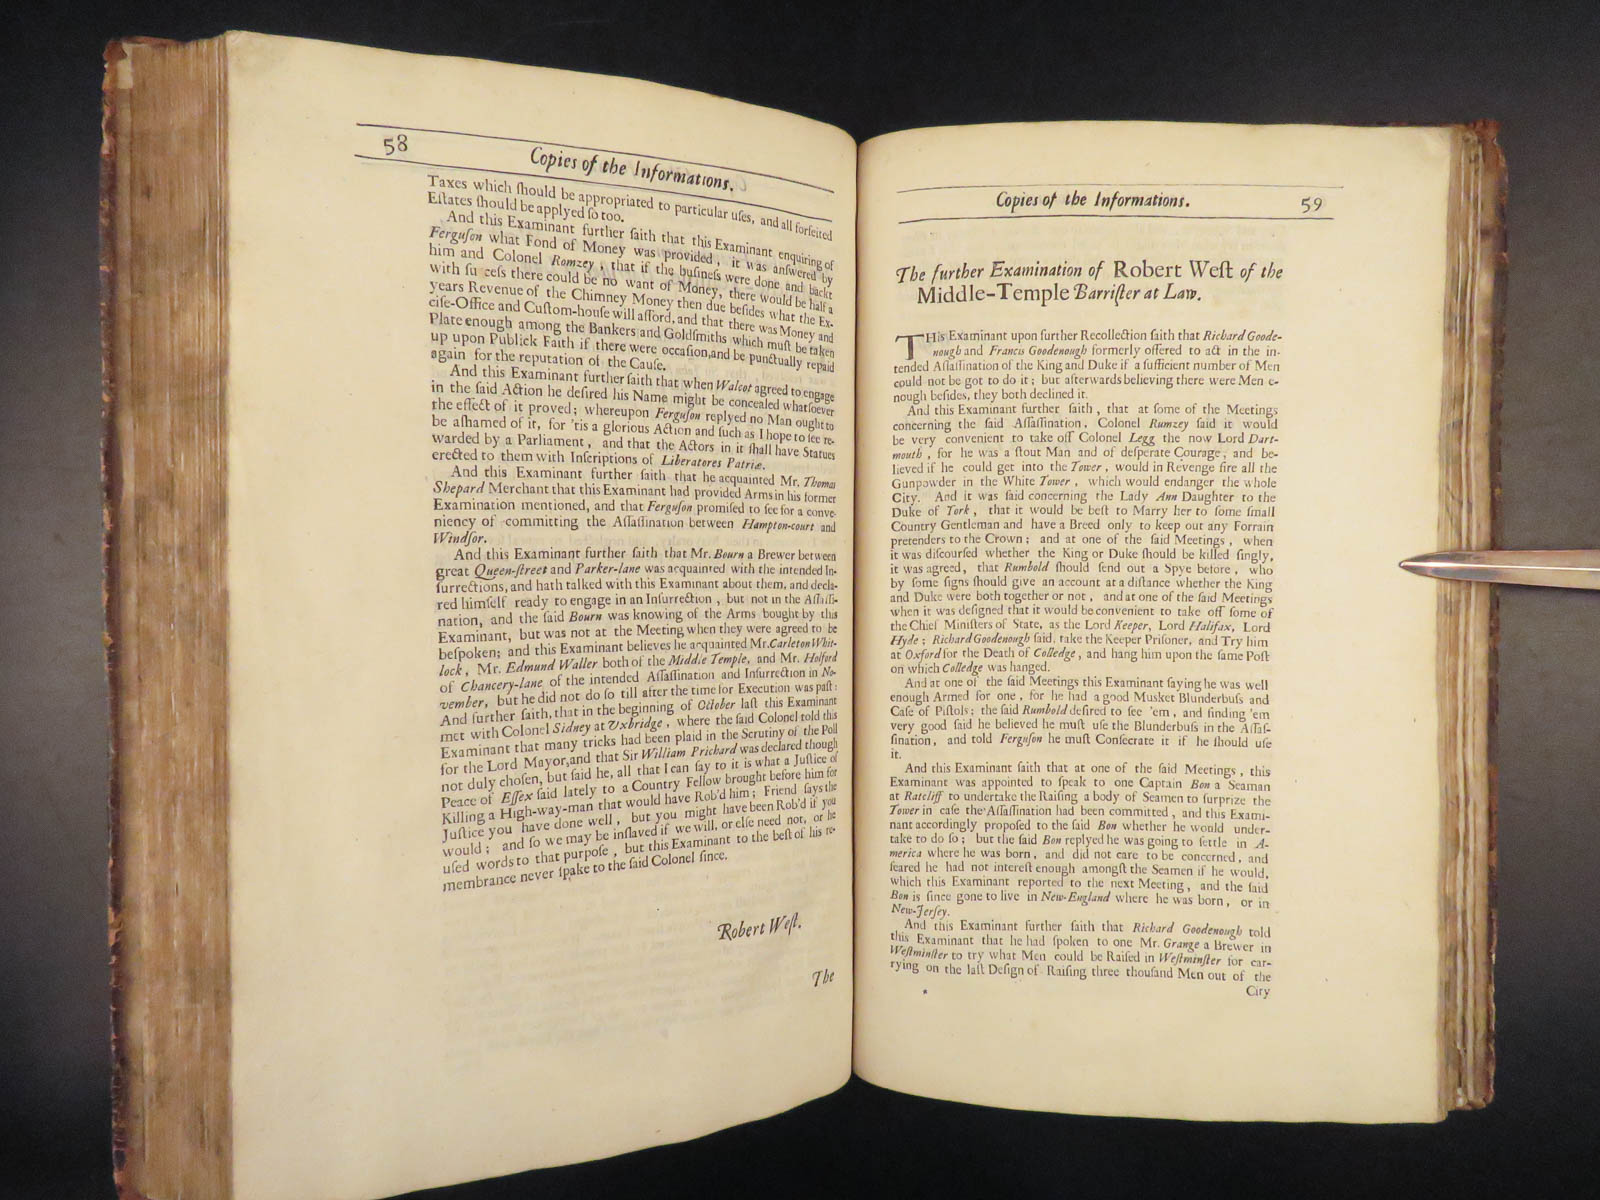 58
Copies of the Informations.
Taxes which ſhould be appropriated to particular uſes, and all forfeited
Eſtates ſhould be applyed ſo too.
And this Examinant further ſaith that this Examinant enquiring of
Ferguſon what Fond of Money was provided, it was anſwered by
him and Colonel Romzey, that if the buſineſs were done and backt
with ſu ceſs there could be no want of Money, there would be half a
years Revenue of the Chimney Money then due beſides what the Ex-
ciſe-Office and Cuſtom-houſe will afford, and that there was Money and
Plate enough among the Bankers and Goldſmiths which muſt be taken
up upon Publick Faith if there were occaſion, and be punctually repaid
again for the reputation of the Cauſe.
And this Examinant further ſaith that when Walcot agreed to engage
in the ſaid Action he deſired his Name might be concealed whatſoever
the effect of it proved; whereupon Ferguſon replyed no Man ought to
be aſhamed of it, for 'tis a glorious Action and ſuch as I hope to ſee re-
warded by a Parliament, and that the Actors in it ſhall have Statues
erected to them with Inſcriptions of Liberatores Patriæ.
And this Examinant further ſaith that he acquainted Mr. Thomas
Shepard Merchant that this Examinant had provided Arms in his former
Examination mentioned, and that Ferguſon promiſed to ſee for a conve-
niency of committing the Aſſaſſination between Hampton-court and
Windſor.
And this Examinant further ſaith that Mr. Bourn a Brewer between
great Queen-ſtreet and Parker-lane was acquainted with the intended In-
ſurrections, and hath talked with this Examinant about them, and decla-
red himſelf ready to engage in an Inſurrection, but not in the Aſſaſſi-
nation, and the ſaid Bourn was knowing of the Arms bought by this
Examinant, but was not at the Meeting when they were agreed to be
beſpoken; and this Examinant believes he acquainted Mr. Carleton Whit-
lock, Mr. Edmund Waller both of the Middle Temple, and Mr. Holford
of Chancery-lane of the intended Aſſaſſination and Inſurrection in No-
vember, but he did not do ſo till after the time for Execution was paſt:
And further ſaith, that in the beginning of October laſt this Examinant
met with Colonel Sidney at Uxbridge, where the ſaid Colonel told this
Examinant that many tricks had been plaid in the Scrutiny of the Poll
for the Lord Mayor, and that Sir William Prichard was declared though
not duly choſen, but ſaid he, all that I can ſay to it is what a Juſtice of
Peace of Eſſex ſaid lately to a Country Fellow brought before him for
Killing a High-way-man that would have Rob'd him; Friend ſays the
Juſtice you have done well, but you might have been Rob'd if you
would; and ſo we may be inſlaved if we will, or elſe need not, or he
uſed words to that purpoſe, but this Examinant to the beſt of his re-
membrance never ſpake to the ſaid Colonel ſince.
Robert Weſt.
The
Copies of the Informations.
59
The further Examination of Robert Weſt of the
Middle-Temple Barriſter at Law.
THis Examinant upon further Recollection ſaith that Richard Goode-
nough and Francis Goodenough formerly offered to act in the in-
tended Aſſaſſination of the King and Duke if a ſufficient number of Men
could not be got to do it; but afterwards believing there were Men e-
nough beſides, they both declined it.
And this Examinant further ſaith, that at ſome of the Meetings
concerning the ſaid Aſſaſſination, Colonel Rumzey ſaid it would
be very convenient to take off Colonel Legg the now Lord Dart-
mouth, for he was a ſtout Man and of deſperate Courage, and be-
lieved if he could get into the Tower, would in Revenge fire all the
Gunpowder in the White Tower, which would endanger the whole
City. And it was ſaid concerning the Lady Ann Daughter to the
Duke of York, that it would be beſt to Marry her to ſome ſmall
Country Gentleman and have a Breed only to keep out any Forrain
pretenders to the Crown; and at one of the ſaid Meetings, when
it was diſcourſed whether the King or Duke ſhould be killed ſingly,
it was agreed, that Rumbold ſhould ſend out a Spye before, who
by ſome ſigns ſhould give an account at a diſtance whether the King
and Duke were both together or not, and at one of the ſaid Meetings
when it was deſigned that it would be convenient to take off ſome of
the Chief Miniſters of State, as the Lord Keeper, Lord Halifax, Lord
Hyde: Richard Goodenough ſaid, take the Keeper Priſoner, and Try him
at Oxford for the Death of Colledge, and hang him upon the ſame Poſt
on which Colledge was hanged.
And at one of the ſaid Meetings this Examinant ſaying he was well
enough Armed for one, for he had a good Musket Blunderbuſs and
Caſe of Piſtols; the ſaid Rumbold deſired to ſee 'em, and finding 'em
very good ſaid he believed he muſt uſe the Blunderbuſs in the Aſſaſ-
ſination, and told Ferguſon he muſt Conſecrate it if he ſhould uſe
it.
And this Examinant ſaith that at one of the ſaid Meetings, this
Examinant was appointed to ſpeak to one Captain Bon a Seaman
at Ratcliff to undertake the Raiſing a body of Seamen to ſurprize the
Tower in caſe the Aſſaſſination had been committed, and this Exami-
nant accordingly propoſed to the ſaid Bon whether he would under-
take to do ſo; but the ſaid Bon replyed he was going to ſettle in A-
merica where he was born, and did not care to be concerned, and
feared he had not intereſt enough amongſt the Seamen if he would,
which this Examinant reported to the next Meeting, and the ſaid
Bon is ſince gone to live in New-England where he was born, or in
New-Jerſey.
And this Examinant further ſaith that Richard Goodenough told
this Examinant that he had ſpoken to one Mr. Grange a Brewer in
Weſtminſter to try what Men could be Raiſed in Weſtminſter for car-
rying on the laſt Deſign of Raiſing three thouſand Men out of the
* City